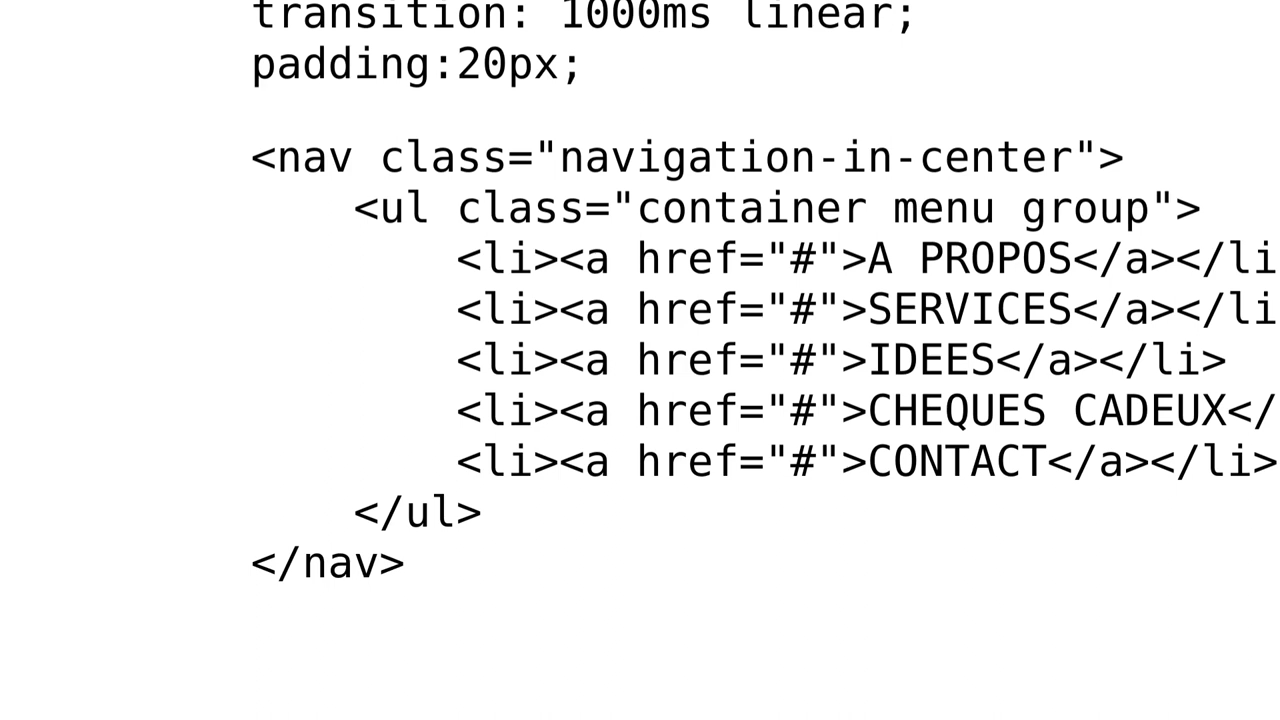 transition: 1000ms linear;
padding:20px;
<nav class="navigation-in-center">
<ul class="container menu group">
<li><a href="#">A PROPOS</a></li
<li><a href="#">SERVICES</a></li
<li><a href="#">IDEES</a></li>
<li><a href="#">CHEQUES CADEUX</
<li><a href="#">CONTACT</a></li>
</ul>
</nav>